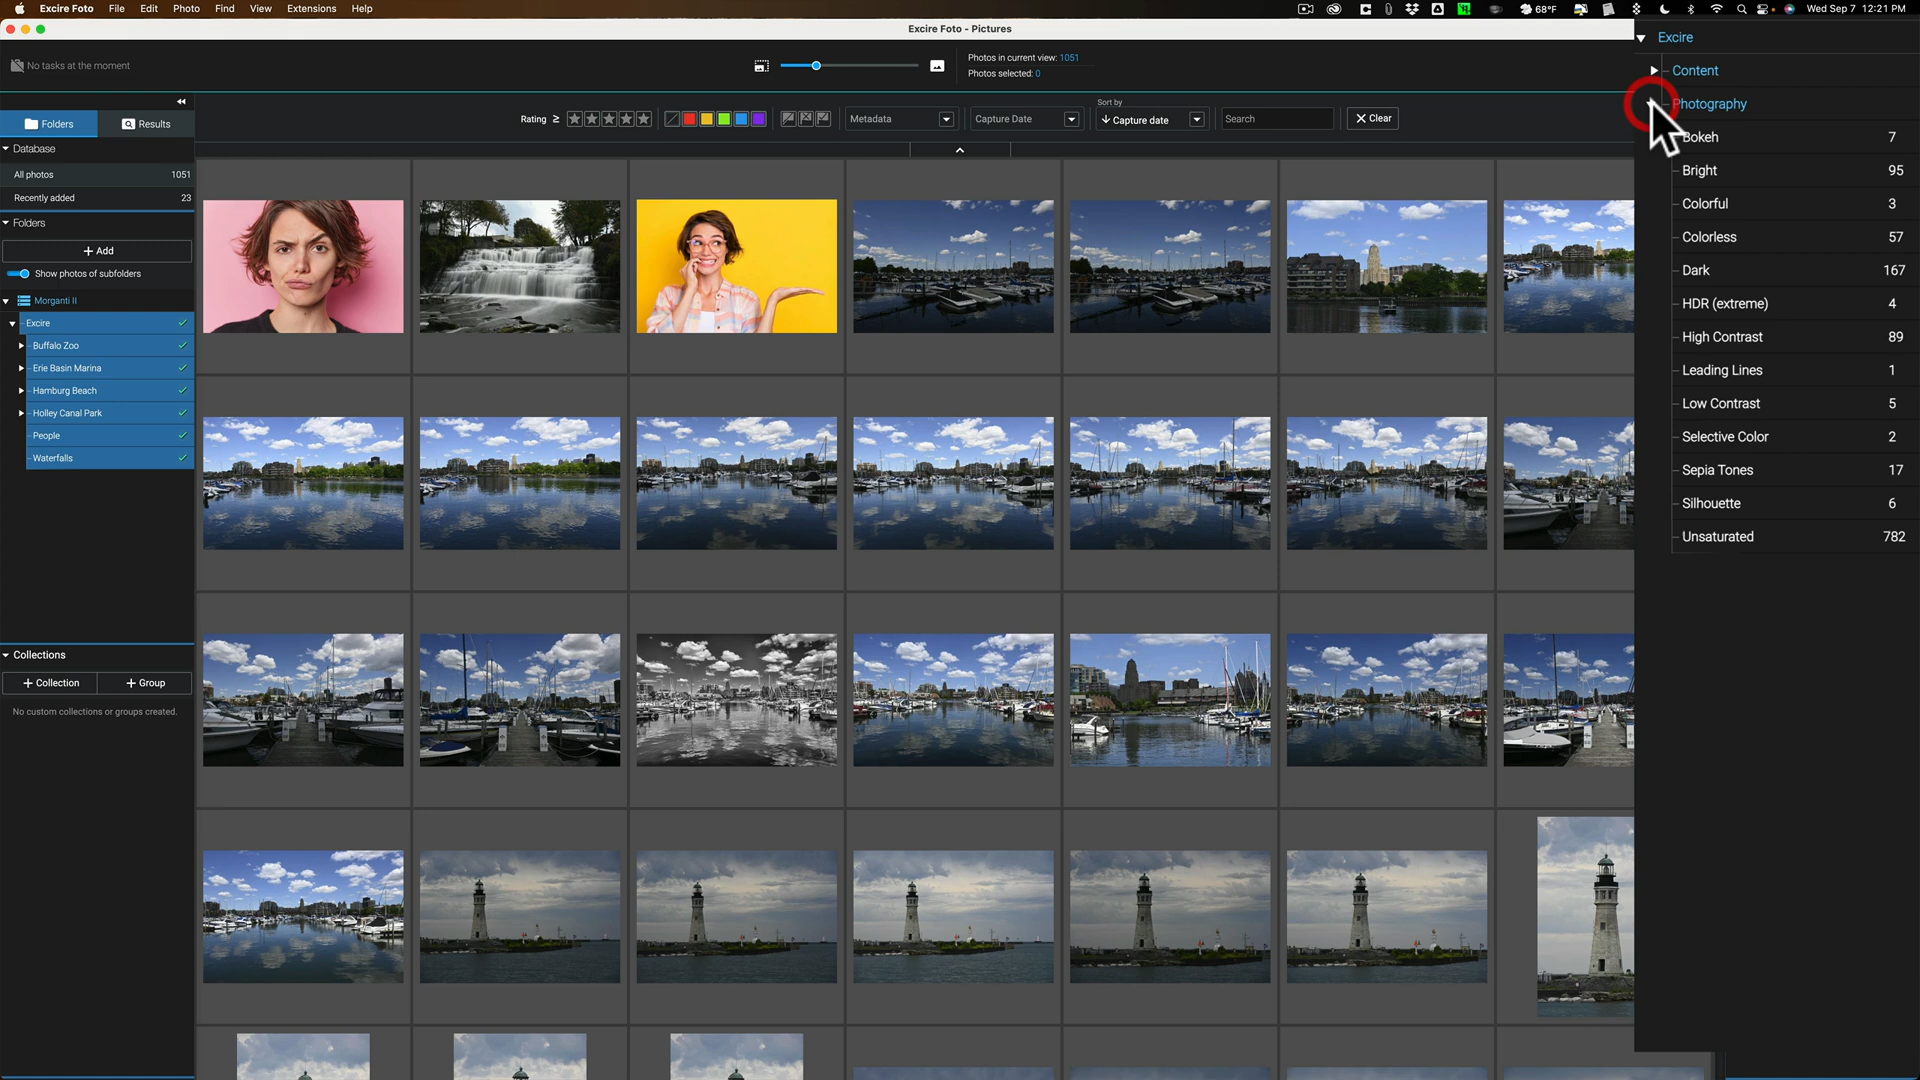 Excire Foto File Edit Photo Find View Extensions Help
68°F Wed Sep 7 12:21 PM
Excire Foto - Pictures
No tasks at the moment
Photos in current view: 1051
Photos selected: 0
Folders Results
Rating ≥ Metadata Capture Date Sort by
Capture date Search Clear
Database
All photos 1051
Recently added 23
Folders
+ Add
Show photos of subfolders
Morganti II
Excire
Buffalo Zoo
Erie Basin Marina
Hamburg Beach
Holley Canal Park
People
Waterfalls
Collections
+ Collection + Group
No custom collections or groups created.
Excire
Content
Photography
Bokeh 7
Bright 95
Colorful 3
Colorless 57
Dark 167
HDR (extreme) 4
High Contrast 89
Leading Lines 1
Low Contrast 5
Selective Color 2
Sepia Tones 17
Silhouette 6
Unsaturated 782